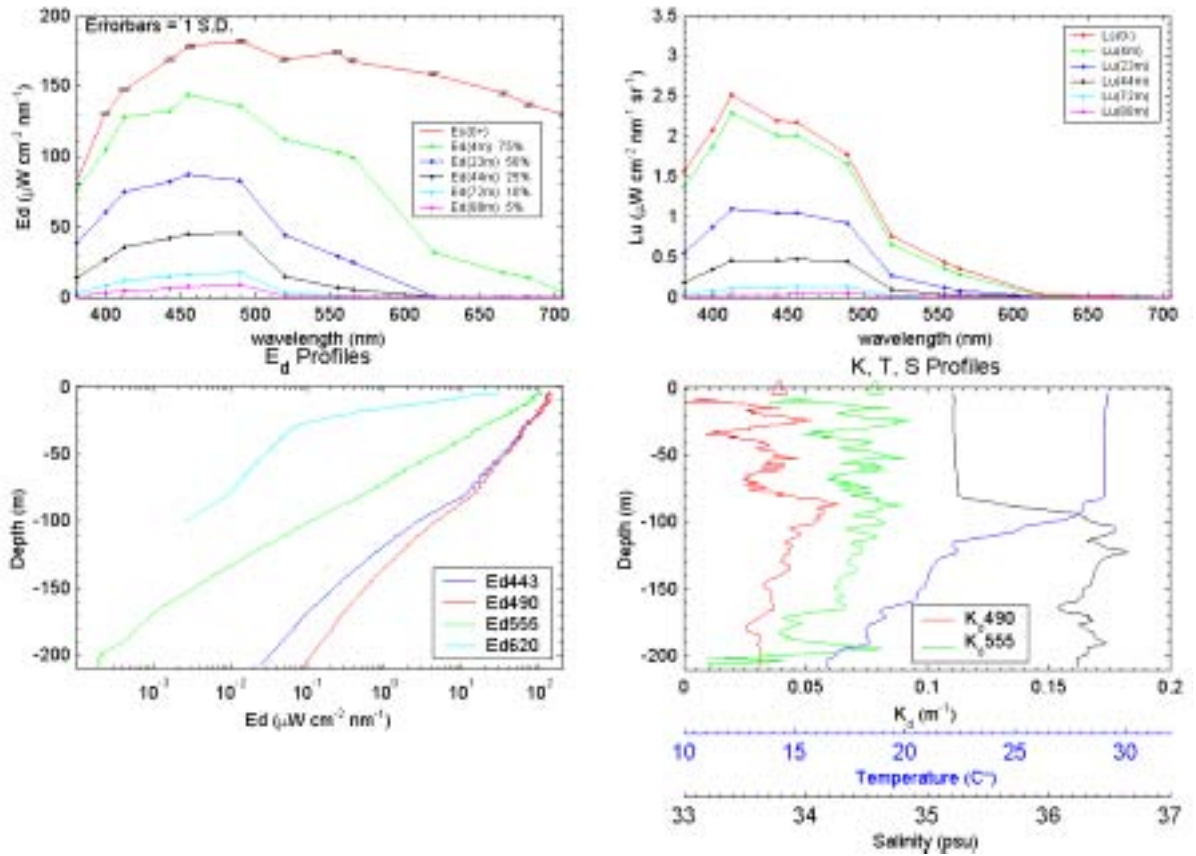 Errorbars = 1 S.D.
200
150
100
50
0
Ed (μW cm⁻² nm⁻¹)
Es(0+)
Ed(4m) 75%
Ed(23m) 50%
Ed(44m) 25%
Ed(72m) 10%
Ed(88m) 5%
400 450 500 550 600 650 700
wavelength (nm)
3.5
3
2.5
2
1.5
1
0.5
0
Lu (μW cm⁻² nm⁻¹ sr⁻¹)
Lu(0-)
Lu(4m)
Lu(23m)
Lu(44m)
Lu(72m)
Lu(88m)
400 450 500 550 600 650 700
wavelength (nm)
E_d Profiles
0
-50
-100
-150
-200
Depth (m)
Ed443
Ed490
Ed555
Ed620
10⁻³ 10⁻² 10⁻¹ 10⁰ 10¹ 10²
Ed (μW cm⁻² nm⁻¹)
K, T, S Profiles
0
-50
-100
-150
-200
Depth (m)
K_d490
K_d555
0 0.05 0.1 0.15 0.2
K_d (m⁻¹)
10 15 20 25 30
Temperature (C°)
33 34 35 36 37
Salinity (psu)